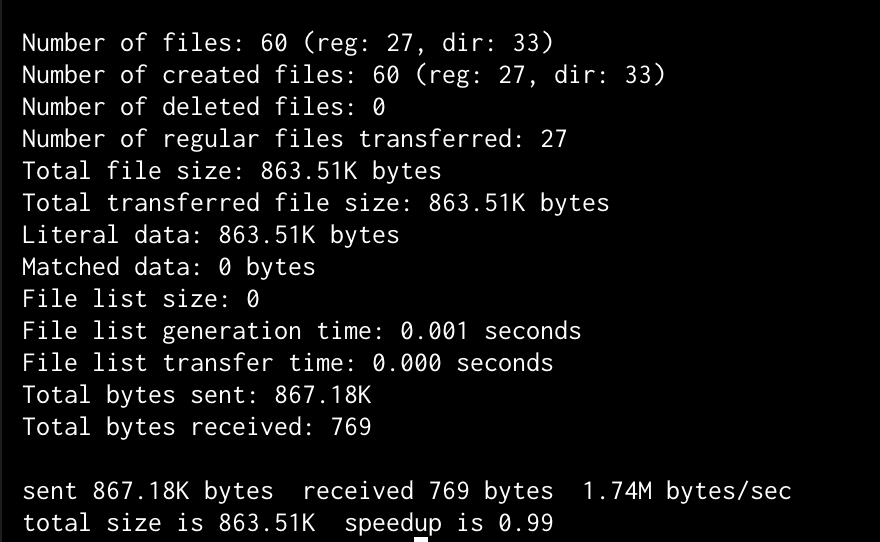 Number of files: 60 (reg: 27, dir: 33)
Number of created files: 60 (reg: 27, dir: 33)
Number of deleted files: 0
Number of regular files transferred: 27
Total file size: 863.51K bytes
Total transferred file size: 863.51K bytes
Literal data: 863.51K bytes
Matched data: 0 bytes
File list size: 0
File list generation time: 0.001 seconds
File list transfer time: 0.000 seconds
Total bytes sent: 867.18K
Total bytes received: 769

sent 867.18K bytes  received 769 bytes  1.74M bytes/sec
total size is 863.51K  speedup is 0.99